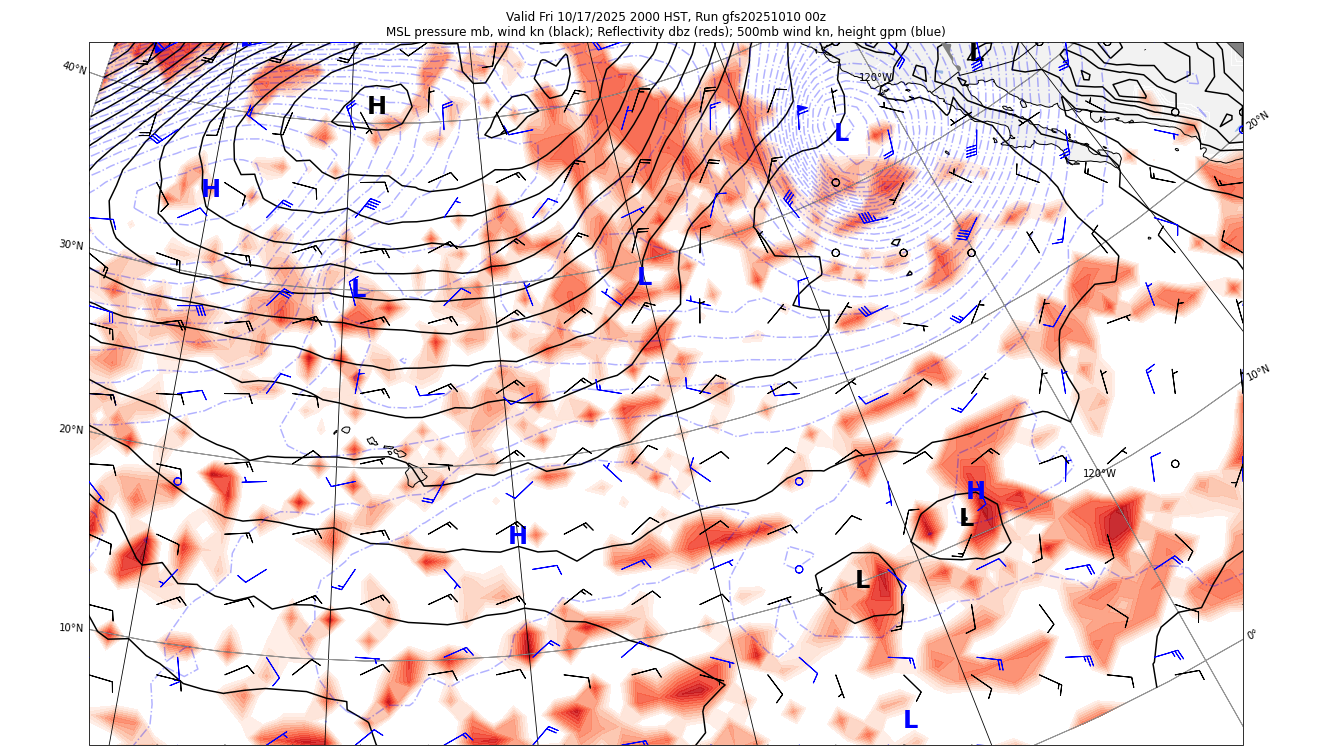 Valid Fri 10/17/2025 2000 HST, Run gfs20251010 00z
MSL pressure mb, wind kn (black); Reflectivity dbz (reds); 500mb wind kn, height gpm (blue)
L
40°N
120°W
H
20°N
L
H
30°N
L
L
10°N
20°N
120°W
H
L
H
L
10°N
0°
L